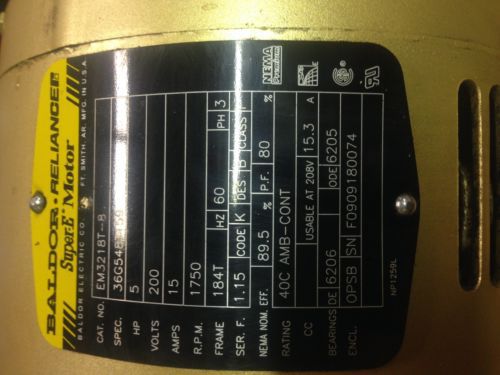 BALDOR·RELIANCE
Super-E Motor
BALDOR ELECTRIC CO. FT. SMITH, AR. MFG. IN U.S.A.
NEMA
Premium
CAT. NO. EM3218T-8
SPEC.
HP 5
VOLTS 200
AMPS 15
R.P.M. 1750
FRAME 184T HZ 60 PH 3
SER. F. 1.15 CODE K DES B CLASS F
NEMA NOM. EFF. 89.5 % P.F. 80 %
RATING 40C AMB-CONT
CC USABLE AT 208V 15.3 A
BEARINGS DE 6206 ODE 6205
ENCL. OPSB SN F0909180074
NP1259L